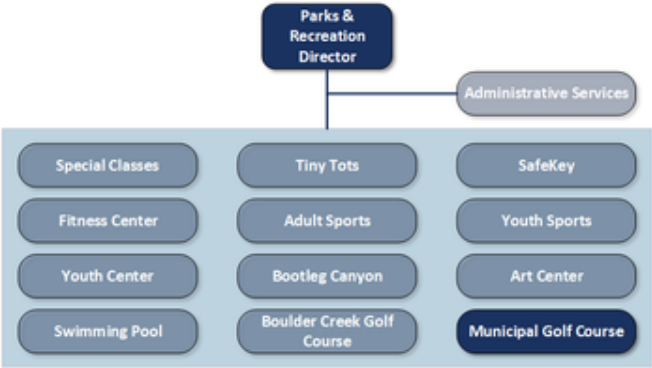 Parks &
Recreation
Director
Administrative Services
Special Classes
Tiny Tots
SafeKey
Fitness Center
Adult Sports
Youth Sports
Youth Center
Bootleg Canyon
Art Center
Swimming Pool
Boulder Creek Golf
Course
Municipal Golf Course